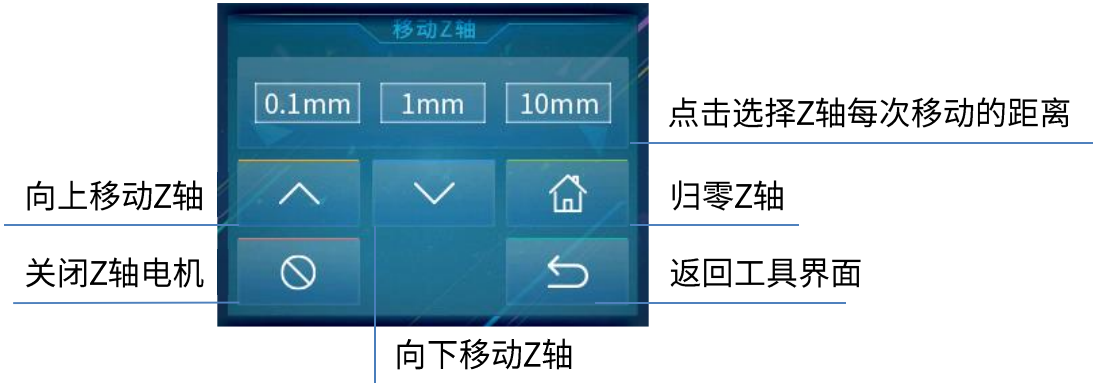 移动Z轴
0.1mm 1mm 10mm
点击选择Z轴每次移动的距离
向上移动Z轴
归零Z轴
关闭Z轴电机
返回工具界面
向下移动Z轴